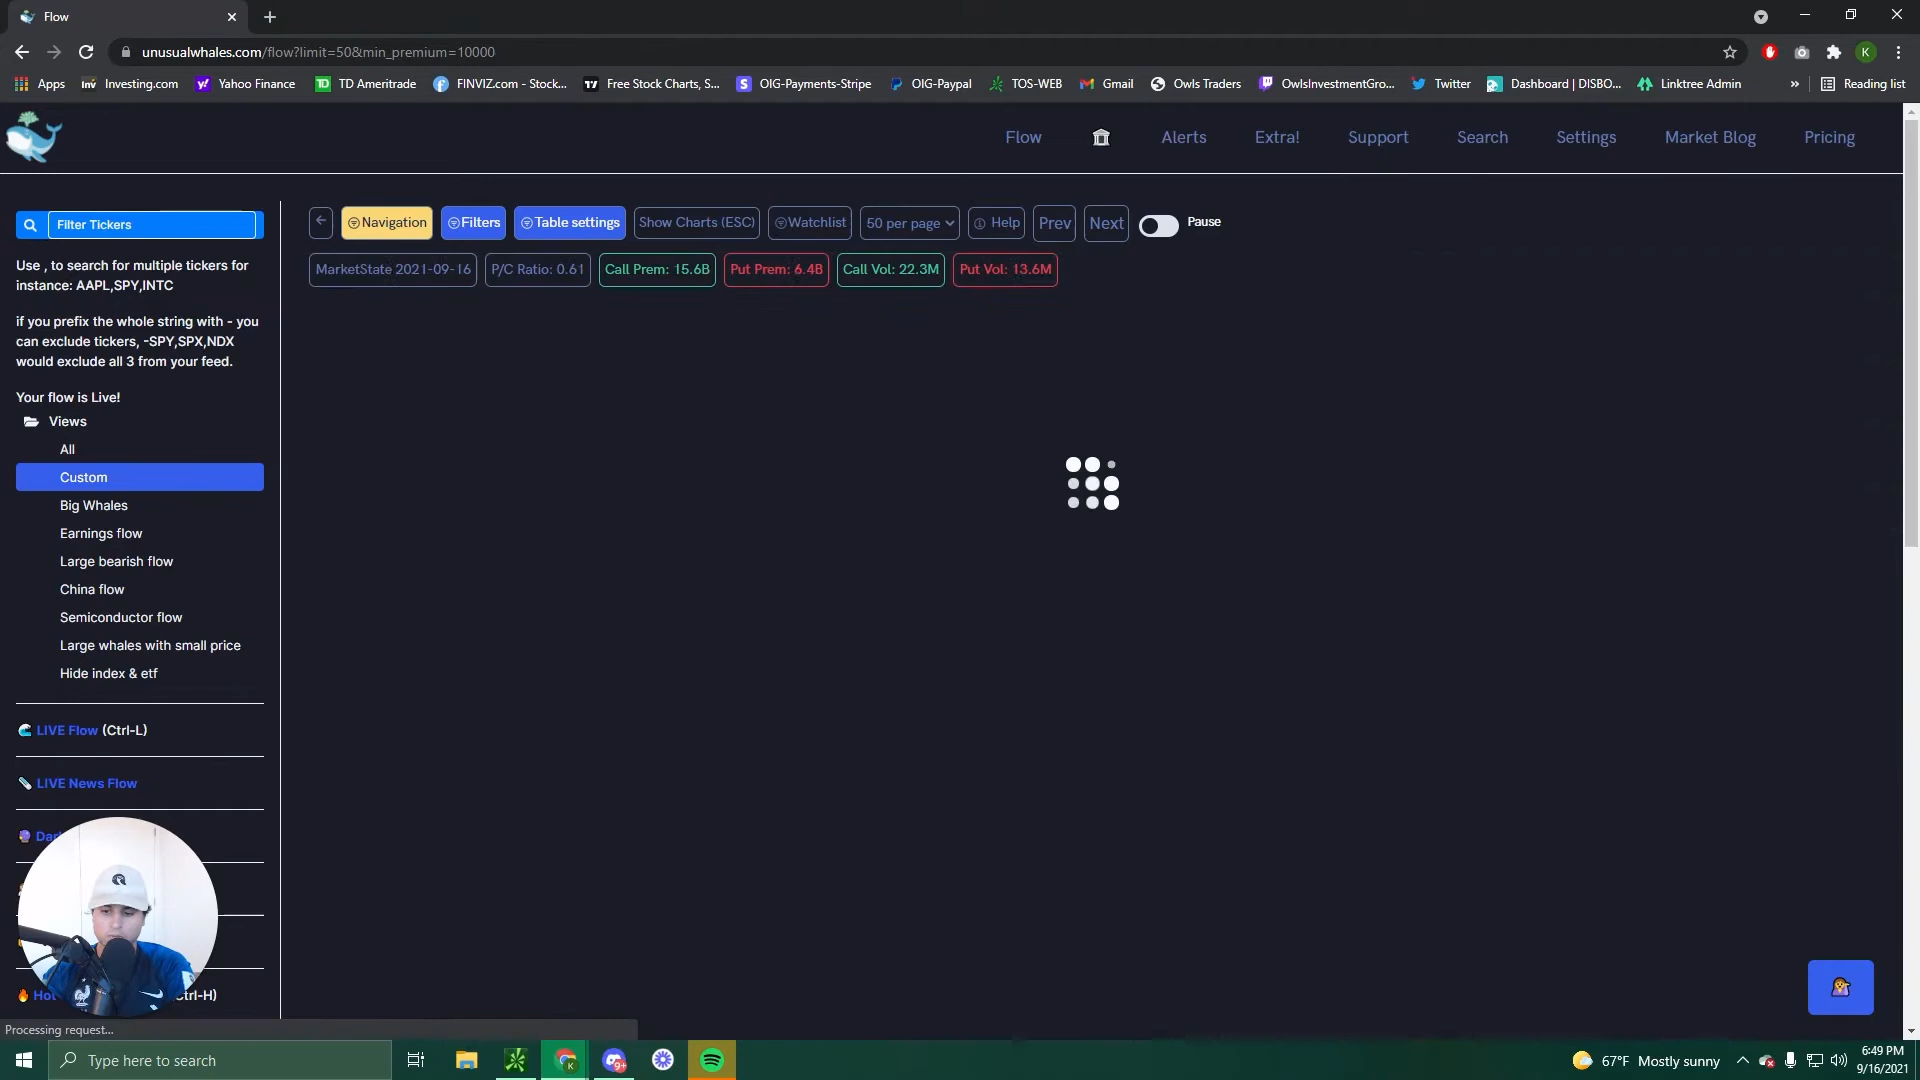 Flow
unusualwhales.com/flow?limit=50&min_premium=10000
K
Apps
Inv Investing.com
y! Yahoo Finance
TD Ameritrade
FINVIZ.com - Stock...
Free Stock Charts, S...
S OIG-Payments-Stripe
OIG-Paypal
TOS-WEB
Gmail
Owls Traders
OwlsInvestmentGro...
Twitter
Dashboard | DISBO...
Linktree Admin
»
Reading list
Flow
Alerts
Extra!
Support
Search
Settings
Market Blog
Pricing
Filter Tickers
Navigation
Filters
Table settings
Show Charts (ESC)
Watchlist
50 per page
Help
Prev
Next
Pause
MarketState 2021-09-16
P/C Ratio: 0.61
Call Prem: 15.6B
Put Prem: 6.4B
Call Vol: 22.3M
Put Vol: 13.6M
Use , to search for multiple tickers for
instance: AAPL,SPY,INTC
if you prefix the whole string with - you
can exclude tickers, -SPY,SPX,NDX
would exclude all 3 from your feed.
Your flow is Live!
Views
All
Custom
Big Whales
Earnings flow
Large bearish flow
China flow
Semiconductor flow
Large whales with small price
Hide index & etf
LIVE Flow (Ctrl-L)
LIVE News Flow
Processing request...
Type here to search
9+
67°F Mostly sunny
6:49 PM
9/16/2021